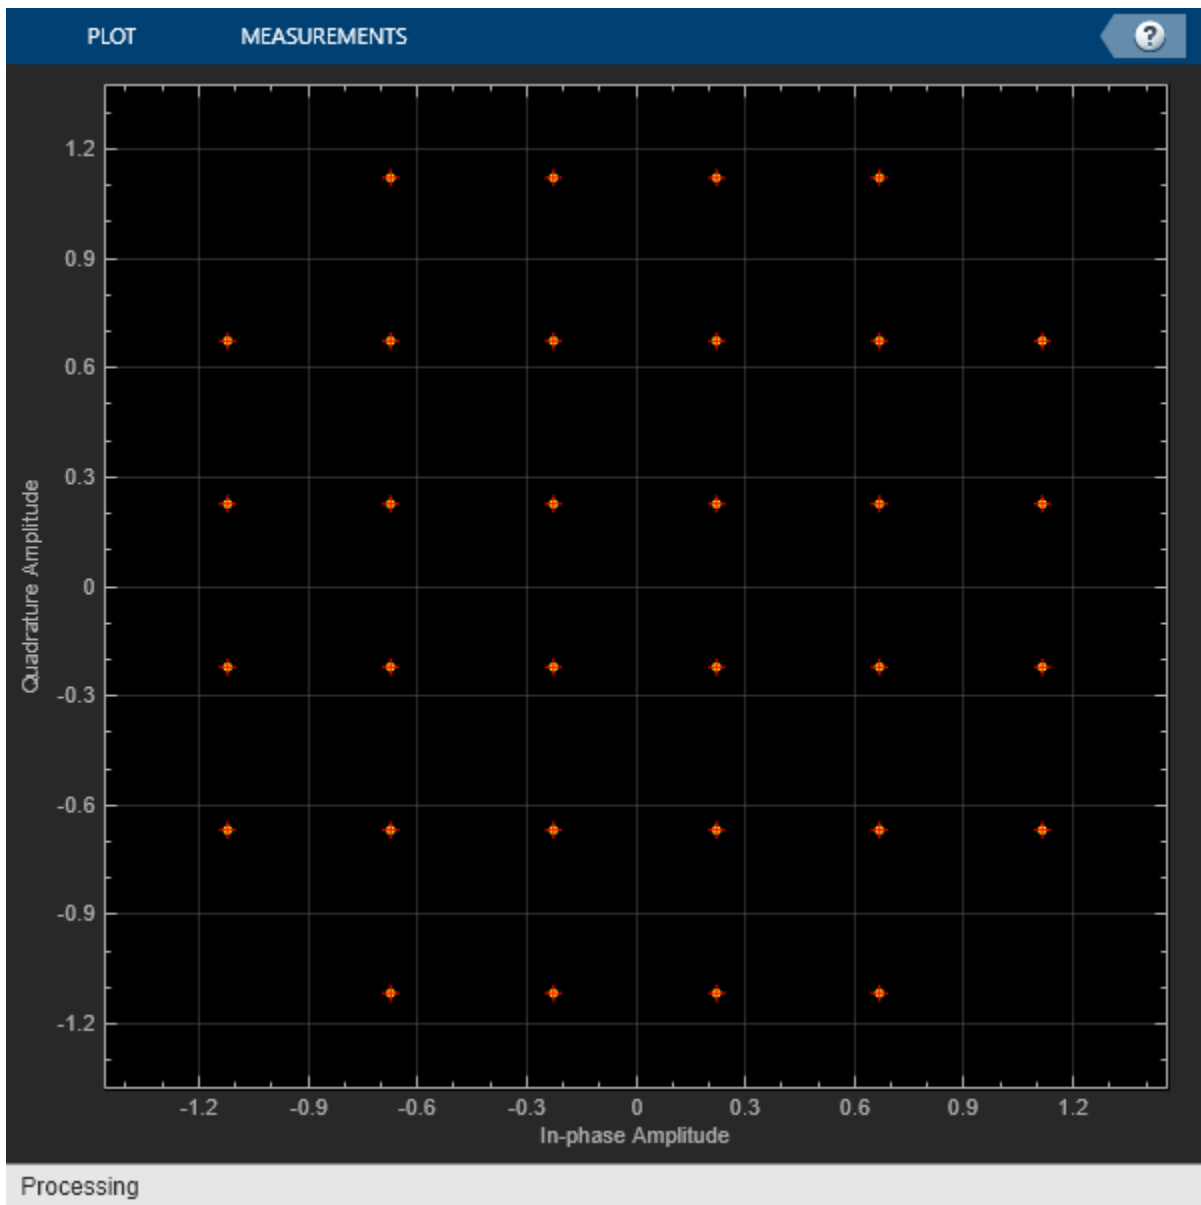 PLOT MEASUREMENTS ?
1.2
0.9
0.6
0.3
0
-0.3
-0.6
-0.9
-1.2
Quadrature Amplitude
-1.2 -0.9 -0.6 -0.3 0 0.3 0.6 0.9 1.2
In-phase Amplitude
Processing